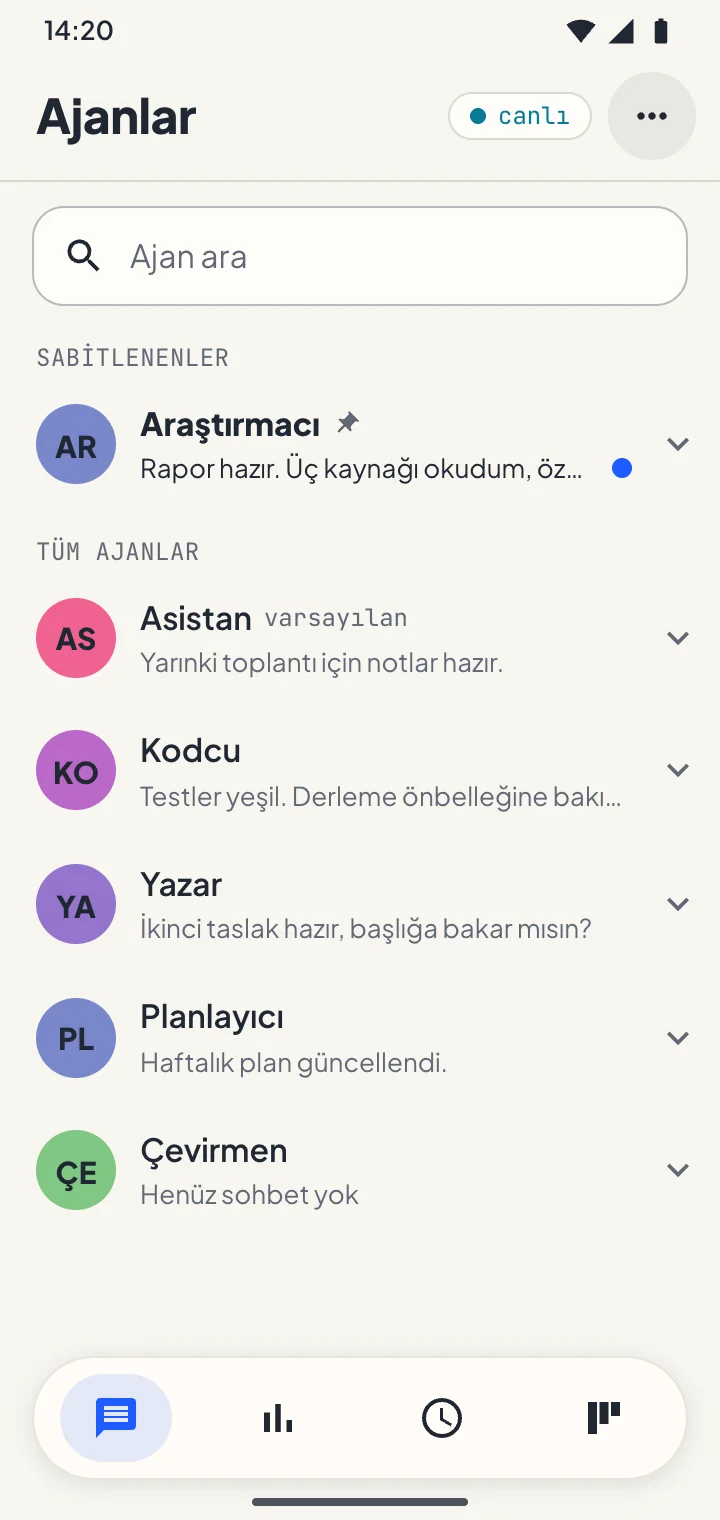 14:20
Ajanlar
canlı
Ajan ara
SABİTLENENLER
AR
Araştırmacı
Rapor hazır. Üç kaynağı okudum, öz…
TÜM AJANLAR
AS
Asistan varsayılan
Yarınki toplantı için notlar hazır.
KO
Kodcu
Testler yeşil. Derleme önbelleğine bakı…
YA
Yazar
İkinci taslak hazır, başlığa bakar mısın?
PL
Planlayıcı
Haftalık plan güncellendi.
ÇE
Çevirmen
Henüz sohbet yok